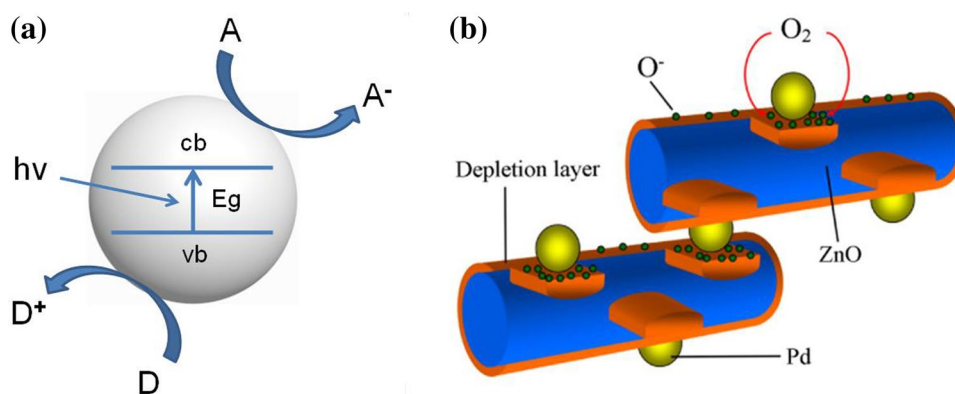 (a)
A
A-
cb
hv
Eg
vb
D+
D
(b)
O2
O-
Depletion layer
ZnO
Pd